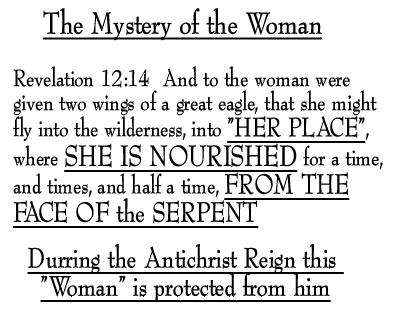 The Mystery of the Woman
Revelation 12:14 And to the woman were
given two wings of a great eagle, that she might
fly into the wilderness, into "HER PLACE",
where SHE IS NOURISHED for a time,
and times, and half a time, FROM THE
FACE OF the SERPENT
Durring the Antichrist Reign this
"Woman" is protected from him